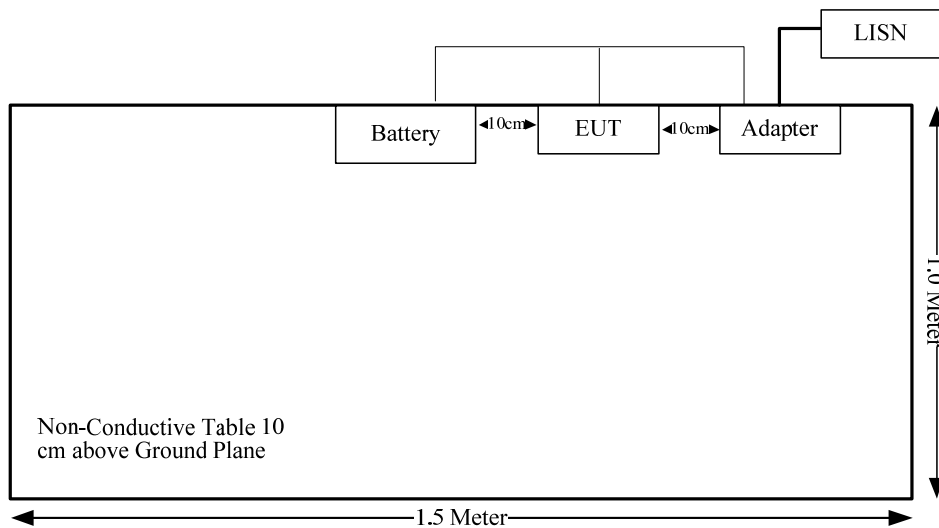 LISN
Battery
10cm
EUT
10cm
Adapter
1.0 Meter
Non-Conductive Table 10
cm above Ground Plane
1.5 Meter